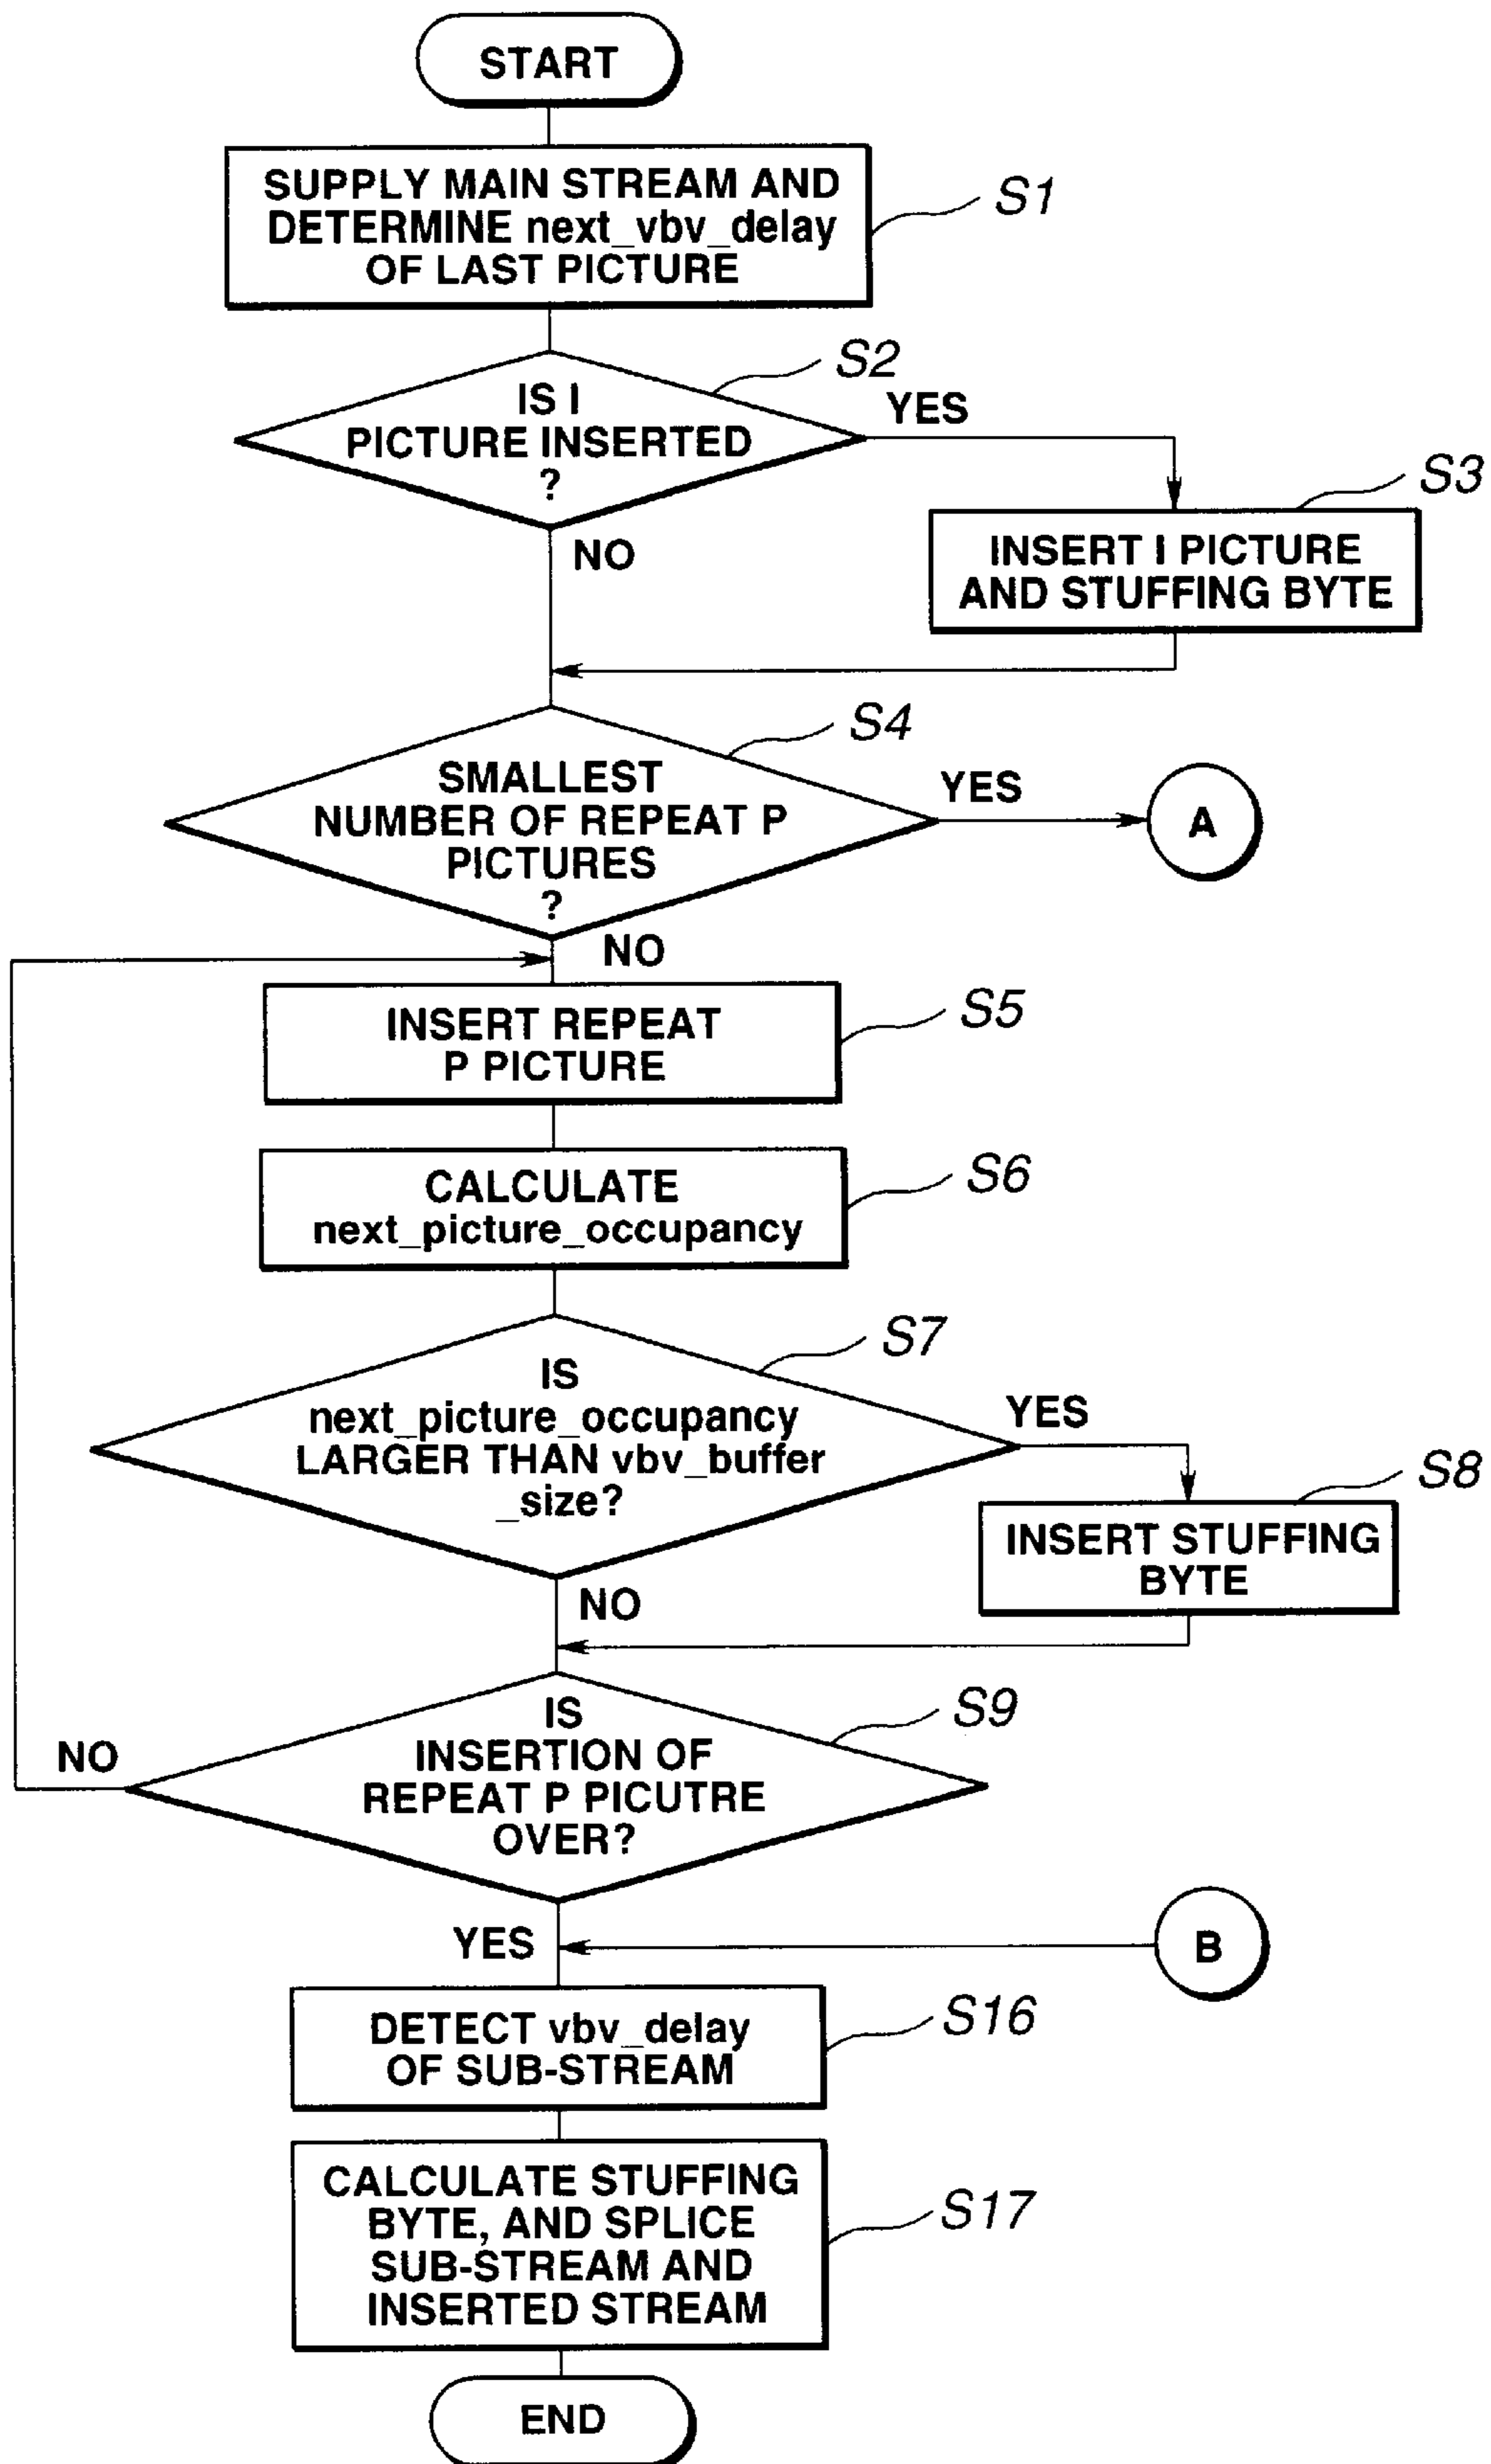 START
SUPPLY MAIN STREAM AND
DETERMINE next_vbv_delay
OF LAST PICTURE
S1
IS I
PICTURE INSERTED
?
S2
YES
NO
INSERT I PICTURE
AND STUFFING BYTE
S3
SMALLEST
NUMBER OF REPEAT P
PICTURES
?
S4
YES
A
NO
INSERT REPEAT
P PICTURE
S5
CALCULATE
next_picture_occupancy
S6
IS
next_picture_occupancy
LARGER THAN vbv_buffer
_size?
S7
YES
NO
INSERT STUFFING
BYTE
S8
IS
INSERTION OF
REPEAT P PICUTRE
OVER?
S9
NO
YES
B
DETECT vbv_delay
OF SUB-STREAM
S16
CALCULATE STUFFING
BYTE, AND SPLICE
SUB-STREAM AND
INSERTED STREAM
S17
END